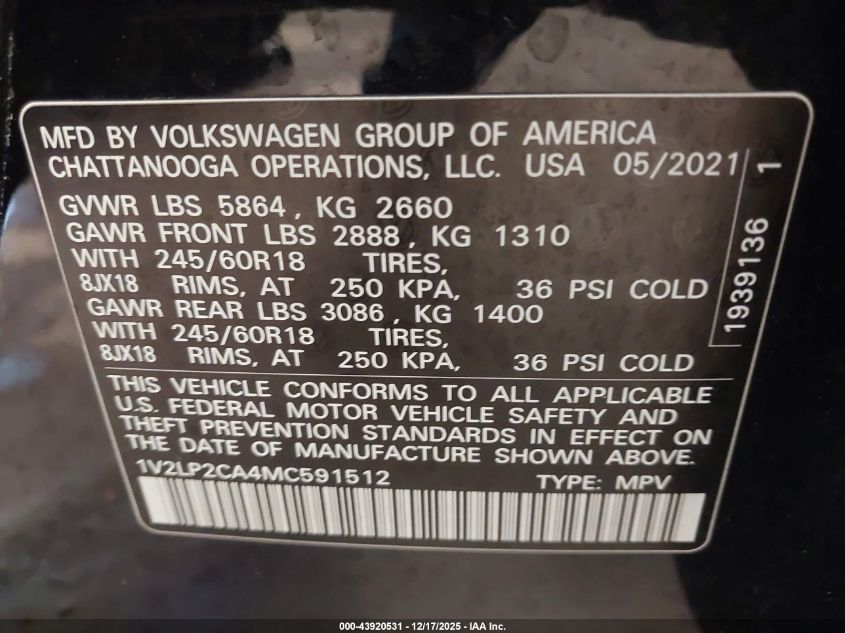 MFD BY VOLKSWAGEN GROUP OF AMERICA
CHATTANOOGA OPERATIONS, LLC. USA 05/2021
GVWR LBS 5864, KG 2660
GAWR FRONT LBS 2888, KG 1310
WITH 245/60R18 TIRES,
8JX18 RIMS, AT 250 KPA, 36 PSI COLD
GAWR REAR LBS 3086, KG 1400
WITH 245/60R18 TIRES,
8JX18 RIMS, AT 250 KPA, 36 PSI COLD
1939136 1
THIS VEHICLE CONFORMS TO ALL APPLICABLE
U.S. FEDERAL MOTOR VEHICLE SAFETY AND
THEFT PREVENTION STANDARDS IN EFFECT ON
THE DATE OF MANUFACTURE SHOWN ABOVE.
1V2LP2CA4MC591512 TYPE: MPV
000-43920531 - 12/17/2025 - IAA Inc.